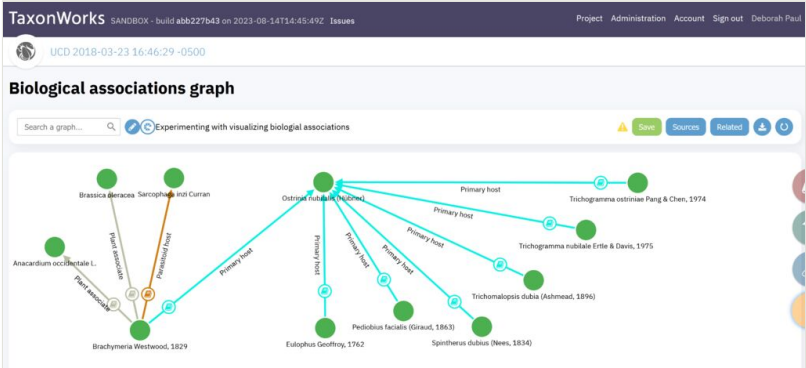 TaxonWorks SANDBOX - build abb227b43 on 2023-08-14T14:45:49Z Issues Project Administration Account Sign out Deborah Paul
UCD 2018-03-23 16:46:29 -0500
Biological associations graph
Search a graph... Experimenting with visualizing biologial associations Save Sources Related
Brassica oleracea Sarcophaga inzi Curran
Ostrinia nubilalis (Hübner)
Primary host
Trichogramma ostriniae Pang & Chen, 1974
Primary host
Trichogramma nubilale Ertle & Davis, 1975
Anacardium occidentale L.
Plant associate
Plant associate
Parasitoid host
Primary host
Primary host
Primary host
Primary host
Primary host
Trichomalopsis dubia (Ashmead, 1896)
Pediobius facialis (Giraud, 1863)
Brachymeria Westwood, 1829
Eulophus Geoffroy, 1762
Spintherus dubius (Nees, 1834)